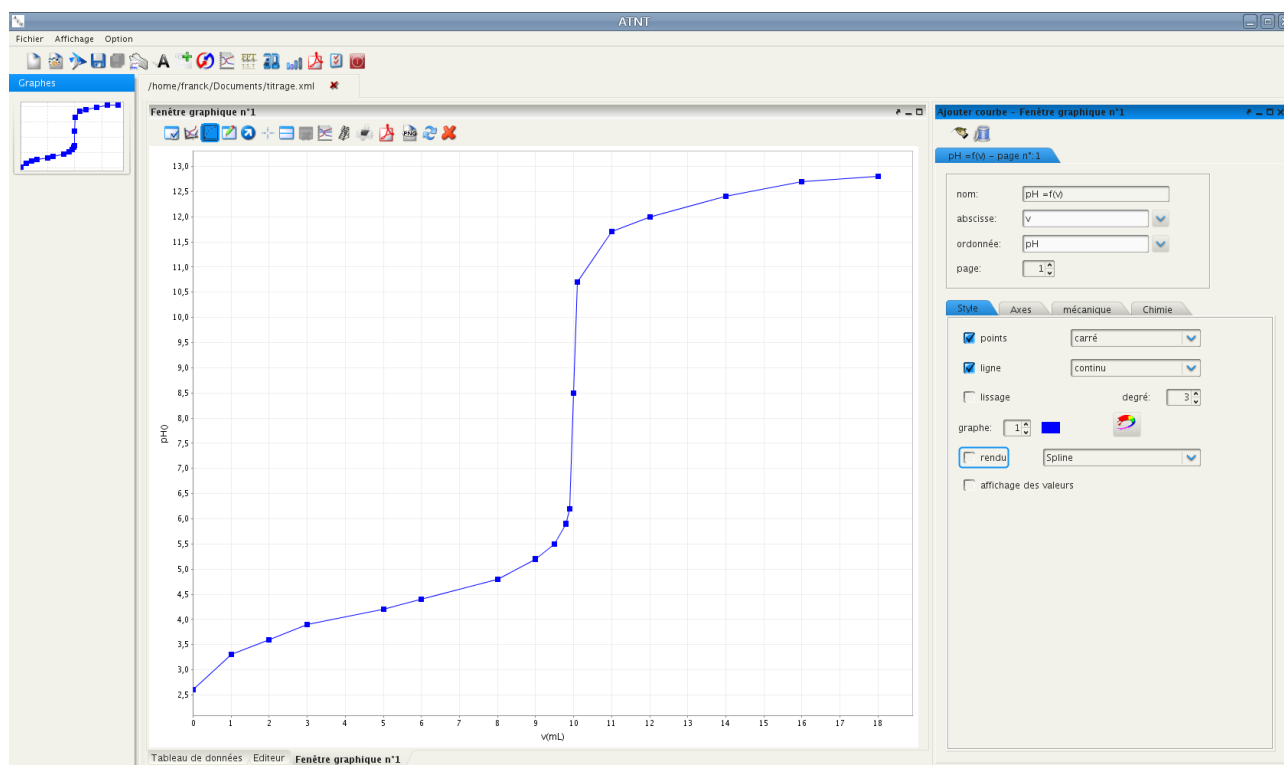 ATNT
Fichier Affichage Option
Graphes
/home/franck/Documents/titrage.xml
Fenêtre graphique n°1
13,0
12,5
12,0
11,5
11,0
10,5
10,0
9,5
9,0
8,5
8,0
7,5
7,0
6,5
6,0
5,5
5,0
4,5
4,0
3,5
3,0
2,5
pH()
0 1 2 3 4 5 6 7 8 9 10 11 12 13 14 15 16 17 18
v(mL)
Tableau de données Editeur Fenêtre graphique n°1
Ajouter courbe – Fenêtre graphique n°1
pH =f(v) – page n°:1
nom: pH =f(v)
abscisse: v
ordonnée: pH
page: 1
Style Axes mécanique Chimie
points carré
ligne continu
lissage degré: 3
graphe: 1
rendu Spline
affichage des valeurs